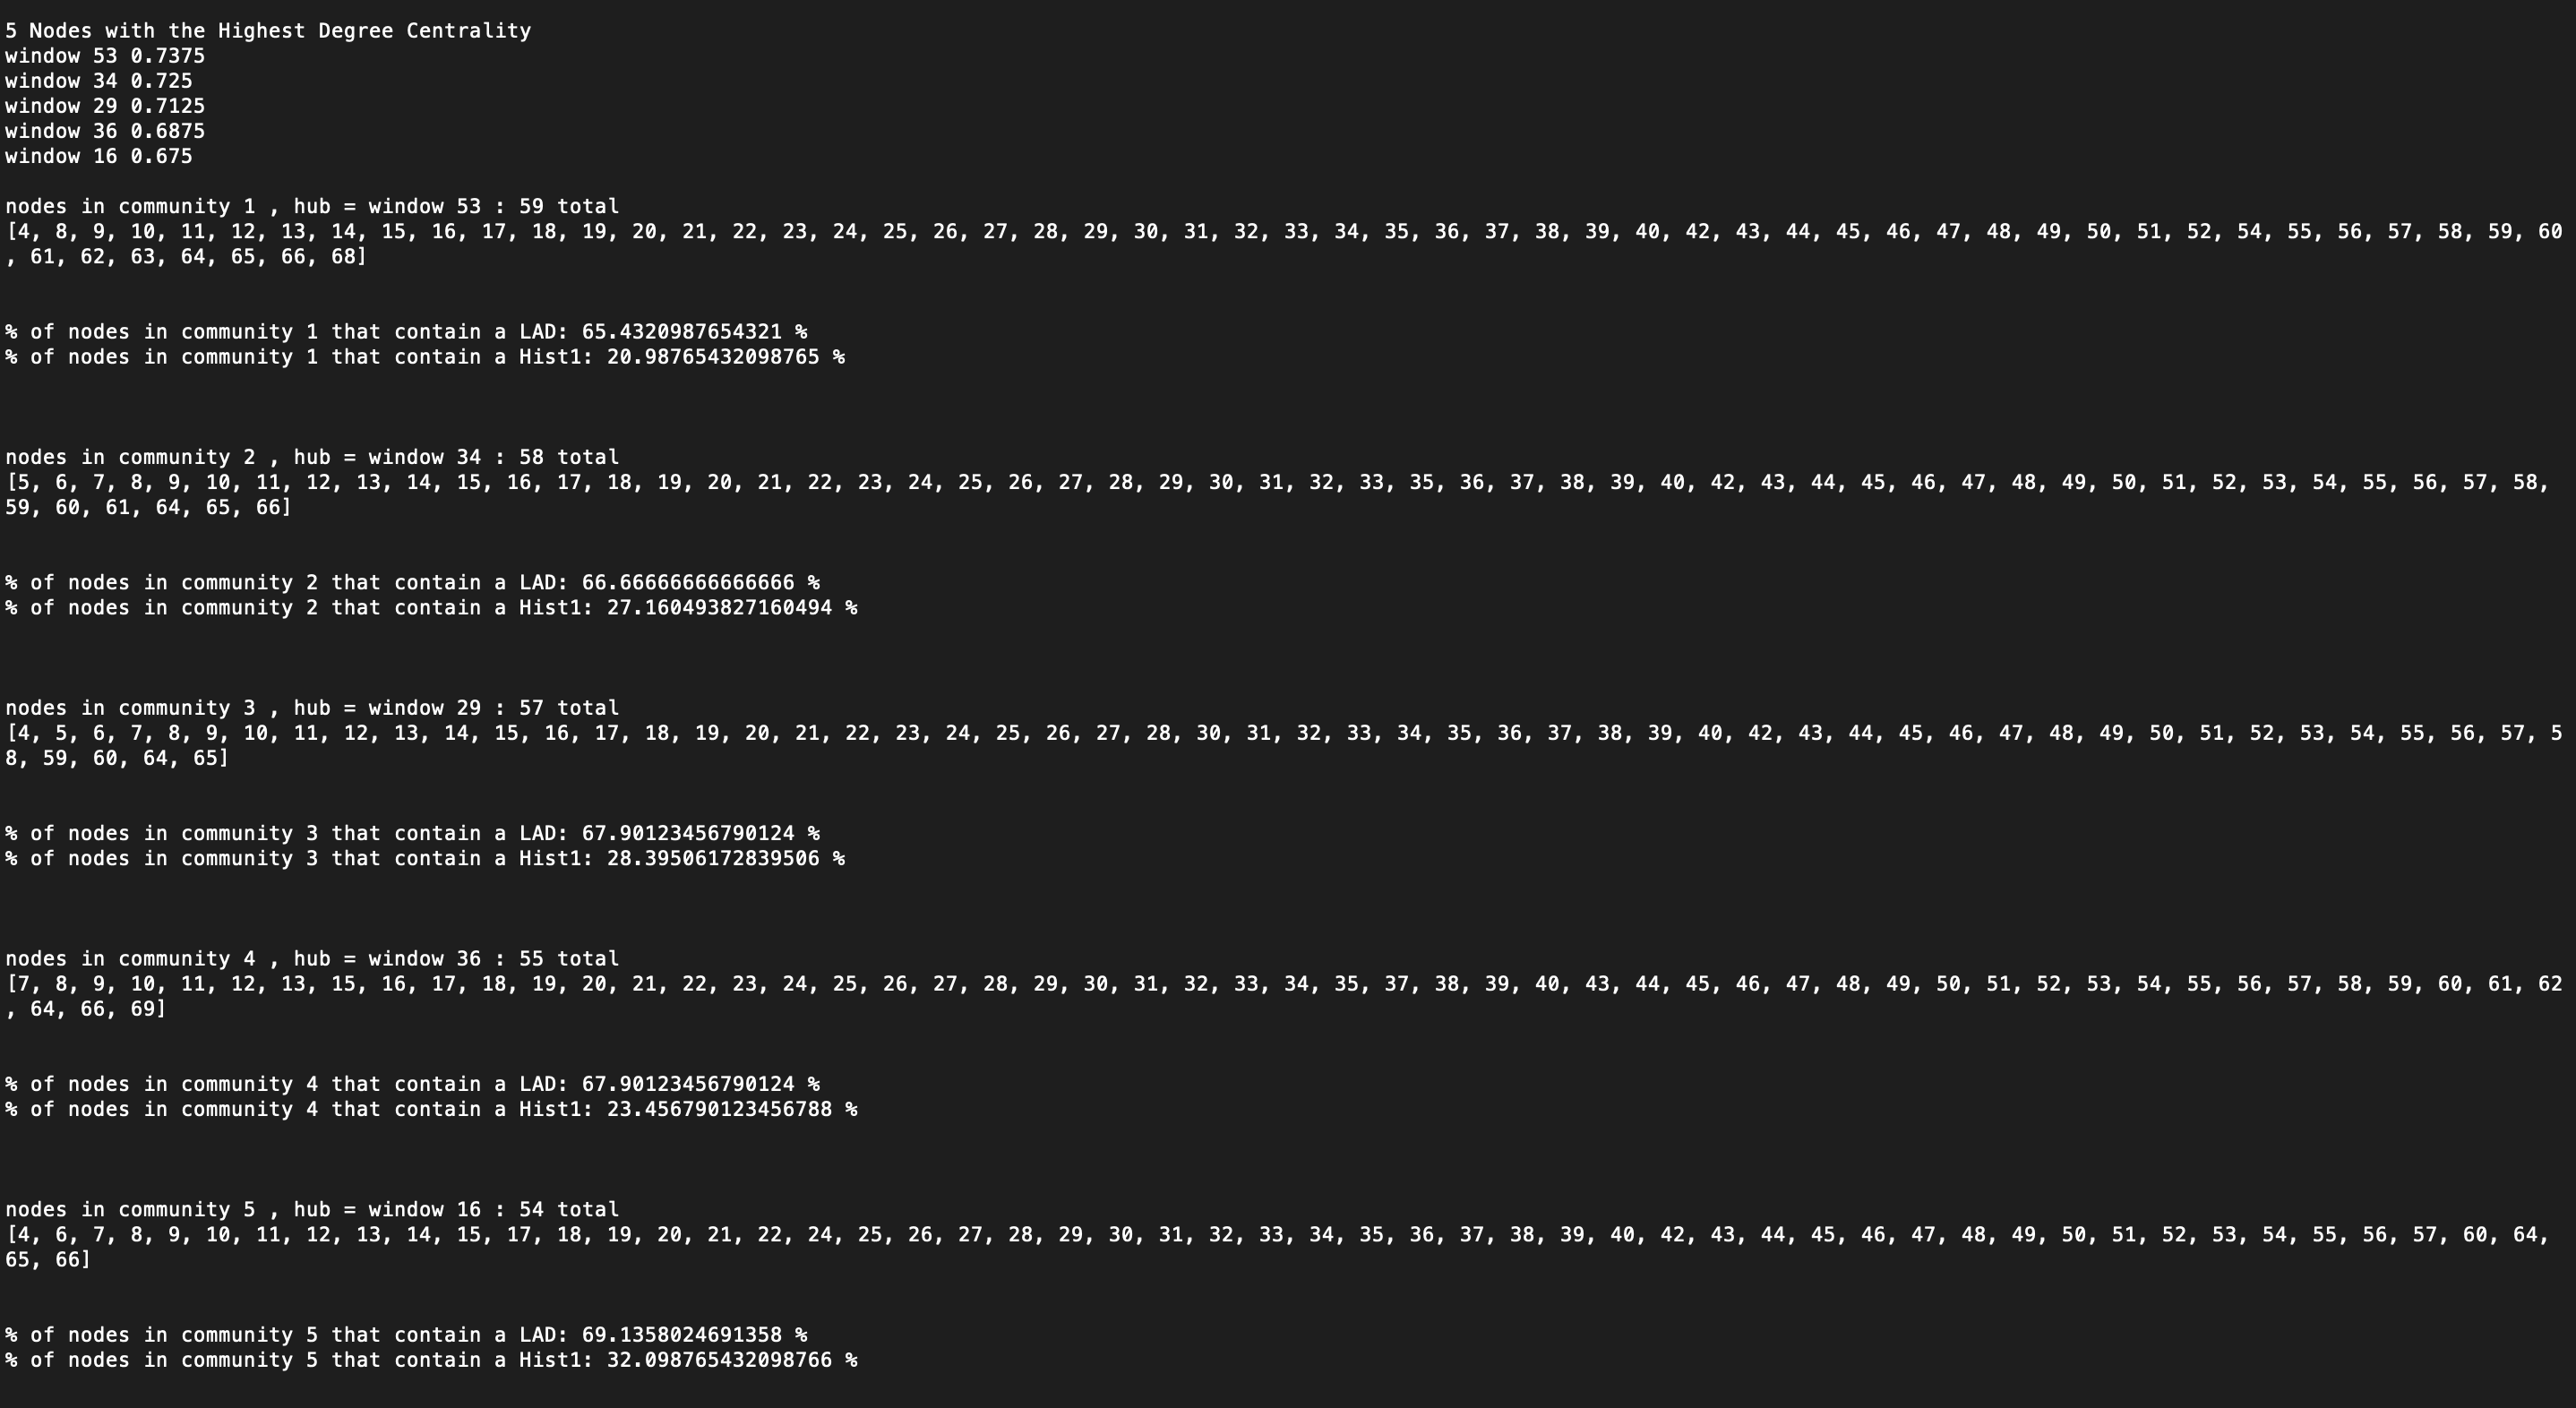 5 Nodes with the Highest Degree Centrality
window 53 0.7375
window 34 0.725
window 29 0.7125
window 36 0.6875
window 16 0.675
nodes in community 1 , hub = window 53 : 59 total
[4, 8, 9, 10, 11, 12, 13, 14, 15, 16, 17, 18, 19, 20, 21, 22, 23, 24, 25, 26, 27, 28, 29, 30, 31, 32, 33, 34, 35, 36, 37, 38, 39, 40, 42, 43, 44, 45, 46, 47, 48, 49, 50, 51, 52, 54, 55, 56, 57, 58, 59, 60
, 61, 62, 63, 64, 65, 66, 68]
% of nodes in community 1 that contain a LAD: 65.4320987654321 %
% of nodes in community 1 that contain a Hist1: 20.98765432098765 %
nodes in community 2 , hub = window 34 : 58 total
[5, 6, 7, 8, 9, 10, 11, 12, 13, 14, 15, 16, 17, 18, 19, 20, 21, 22, 23, 24, 25, 26, 27, 28, 29, 30, 31, 32, 33, 35, 36, 37, 38, 39, 40, 42, 43, 44, 45, 46, 47, 48, 49, 50, 51, 52, 53, 54, 55, 56, 57, 58,
59, 60, 61, 64, 65, 66]
% of nodes in community 2 that contain a LAD: 66.66666666666666 %
% of nodes in community 2 that contain a Hist1: 27.160493827160494 %
nodes in community 3 , hub = window 29 : 57 total
[4, 5, 6, 7, 8, 9, 10, 11, 12, 13, 14, 15, 16, 17, 18, 19, 20, 21, 22, 23, 24, 25, 26, 27, 28, 30, 31, 32, 33, 34, 35, 36, 37, 38, 39, 40, 42, 43, 44, 45, 46, 47, 48, 49, 50, 51, 52, 53, 54, 55, 56, 57, 5
8, 59, 60, 64, 65]
% of nodes in community 3 that contain a LAD: 67.90123456790124 %
% of nodes in community 3 that contain a Hist1: 28.39506172839506 %
nodes in community 4 , hub = window 36 : 55 total
[7, 8, 9, 10, 11, 12, 13, 15, 16, 17, 18, 19, 20, 21, 22, 23, 24, 25, 26, 27, 28, 29, 30, 31, 32, 33, 34, 35, 37, 38, 39, 40, 43, 44, 45, 46, 47, 48, 49, 50, 51, 52, 53, 54, 55, 56, 57, 58, 59, 60, 61, 62
, 64, 66, 69]
% of nodes in community 4 that contain a LAD: 67.90123456790124 %
% of nodes in community 4 that contain a Hist1: 23.456790123456788 %
nodes in community 5 , hub = window 16 : 54 total
[4, 6, 7, 8, 9, 10, 11, 12, 13, 14, 15, 17, 18, 19, 20, 21, 22, 24, 25, 26, 27, 28, 29, 30, 31, 32, 33, 34, 35, 36, 37, 38, 39, 40, 42, 43, 44, 45, 46, 47, 48, 49, 50, 51, 52, 53, 54, 55, 56, 57, 60, 64,
65, 66]
% of nodes in community 5 that contain a LAD: 69.1358024691358 %
% of nodes in community 5 that contain a Hist1: 32.098765432098766 %